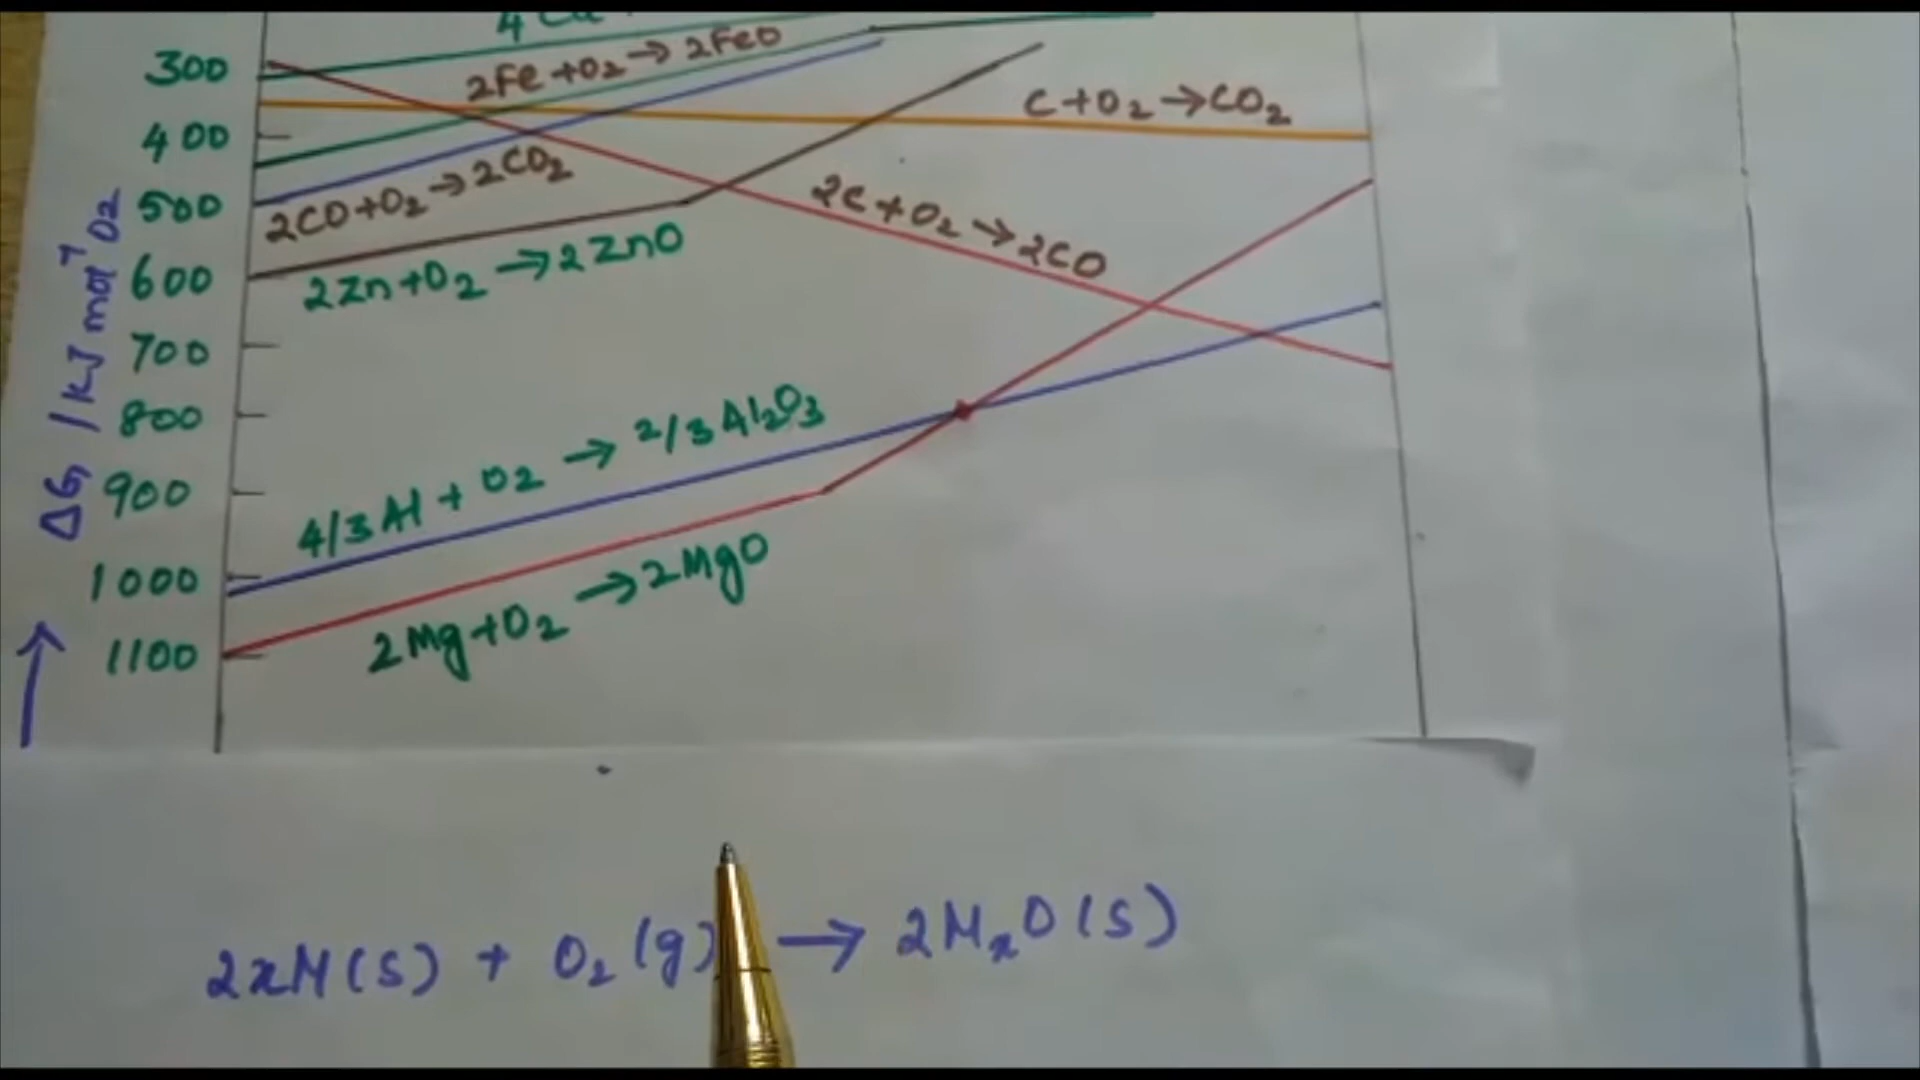 300
400
500
600
700
800
900
1000
1100
ΔG / kJ mol⁻¹ O2
2Fe + O2 → 2FeO
C + O2 → CO2
2CO + O2 → 2CO2
2C + O2 → 2CO
2Zn + O2 → 2ZnO
4/3 Al + O2 → 2/3 Al2O3
2Mg + O2 → 2MgO
2xM(s) + O2 (g) → 2MxO(s)